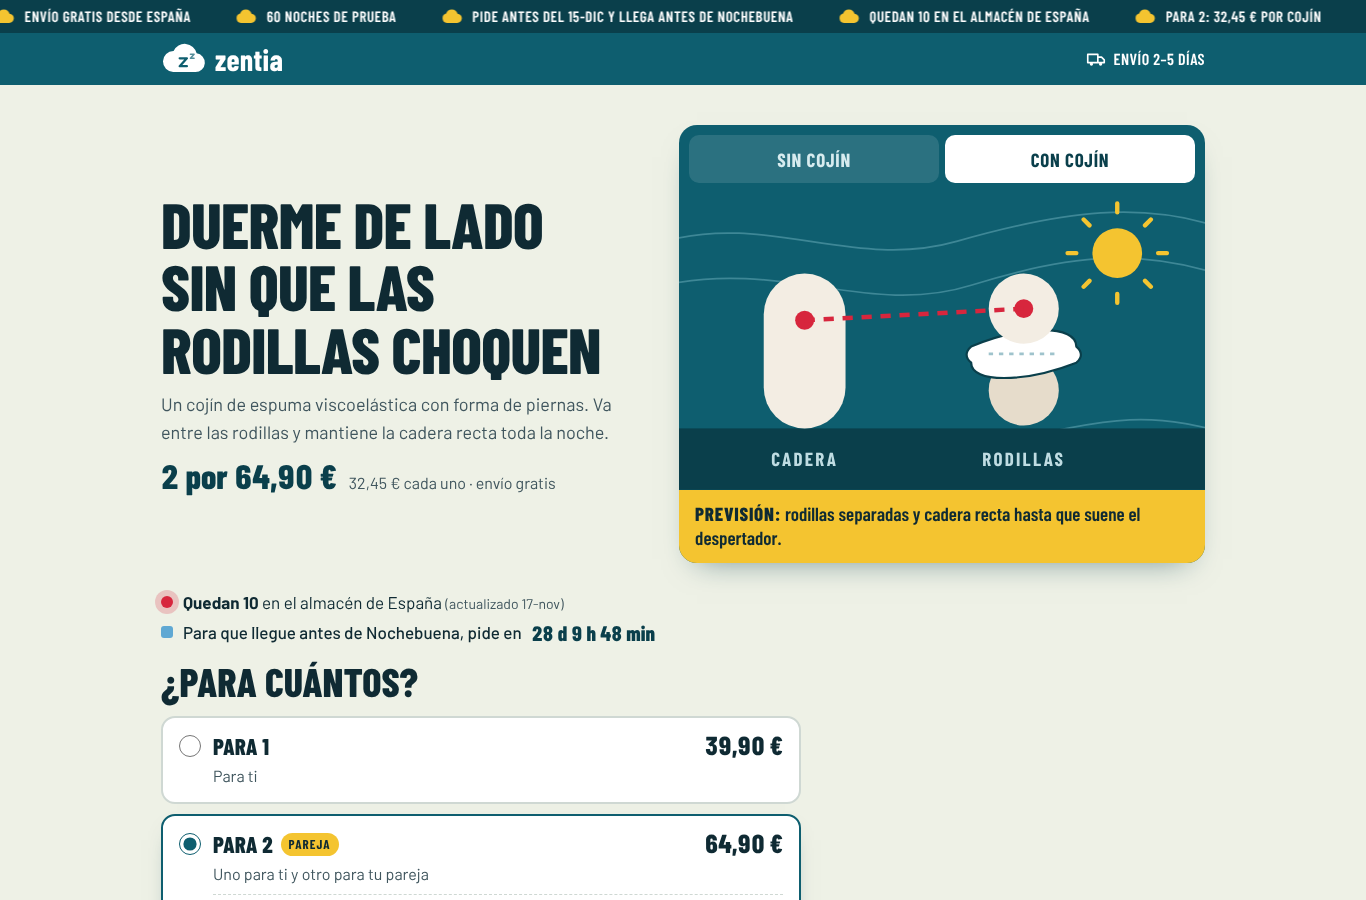 ENVÍO GRATIS DESDE ESPAÑA 60 NOCHES DE PRUEBA PIDE ANTES DEL 15-DIC Y LLEGA ANTES DE NOCHEBUENA QUEDAN 10 EN EL ALMACÉN DE ESPAÑA PARA 2: 32,45 € POR COJÍN
zz zentia
ENVÍO 2-5 DÍAS
DUERME DE LADO
SIN QUE LAS
RODILLAS CHOQUEN
Un cojín de espuma viscoelástica con forma de piernas. Va
entre las rodillas y mantiene la cadera recta toda la noche.
2 por 64,90 € 32,45 € cada uno · envío gratis
SIN COJÍN CON COJÍN
CADERA RODILLAS
PREVISIÓN: rodillas separadas y cadera recta hasta que suene el
despertador.
Quedan 10 en el almacén de España (actualizado 17-nov)
Para que llegue antes de Nochebuena, pide en 28 d 9 h 48 min
¿PARA CUÁNTOS?
PARA 1 39,90 €
Para ti
PARA 2 PAREJA 64,90 €
Uno para ti y otro para tu pareja